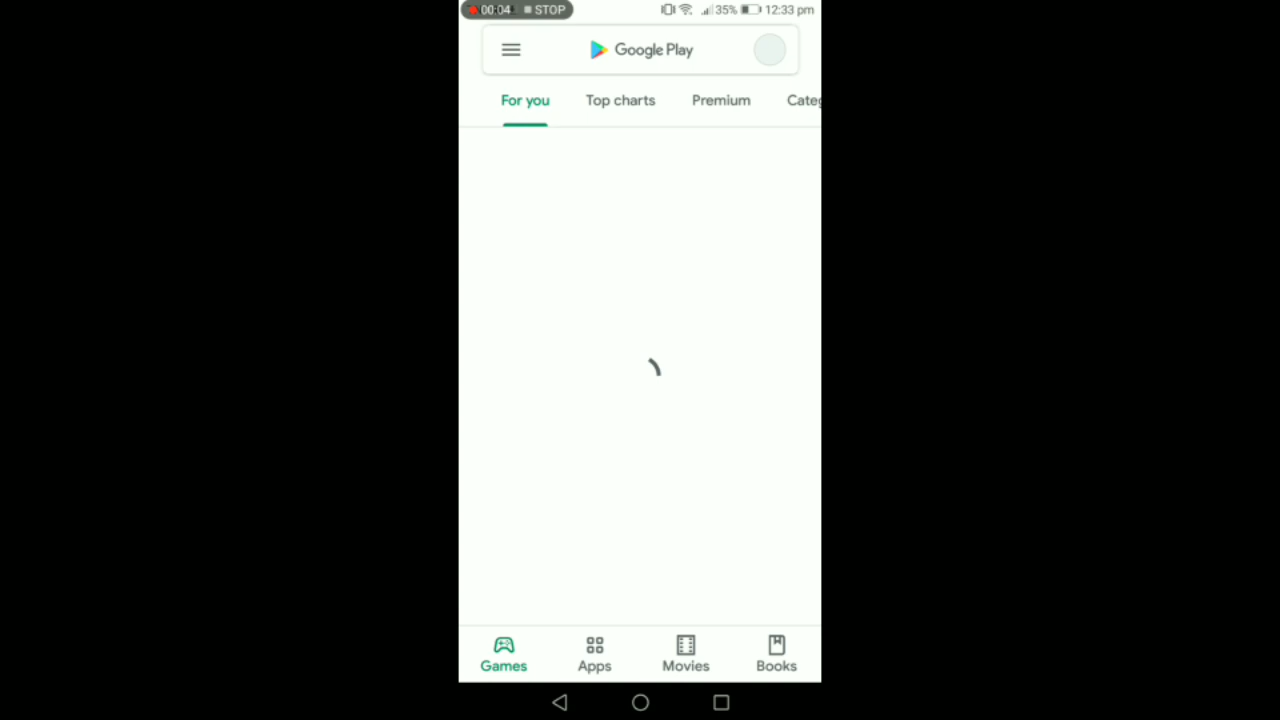 00:04 STOP 35% 12:33 pm
Google Play
For you Top charts Premium Categ
Games Apps Movies Books